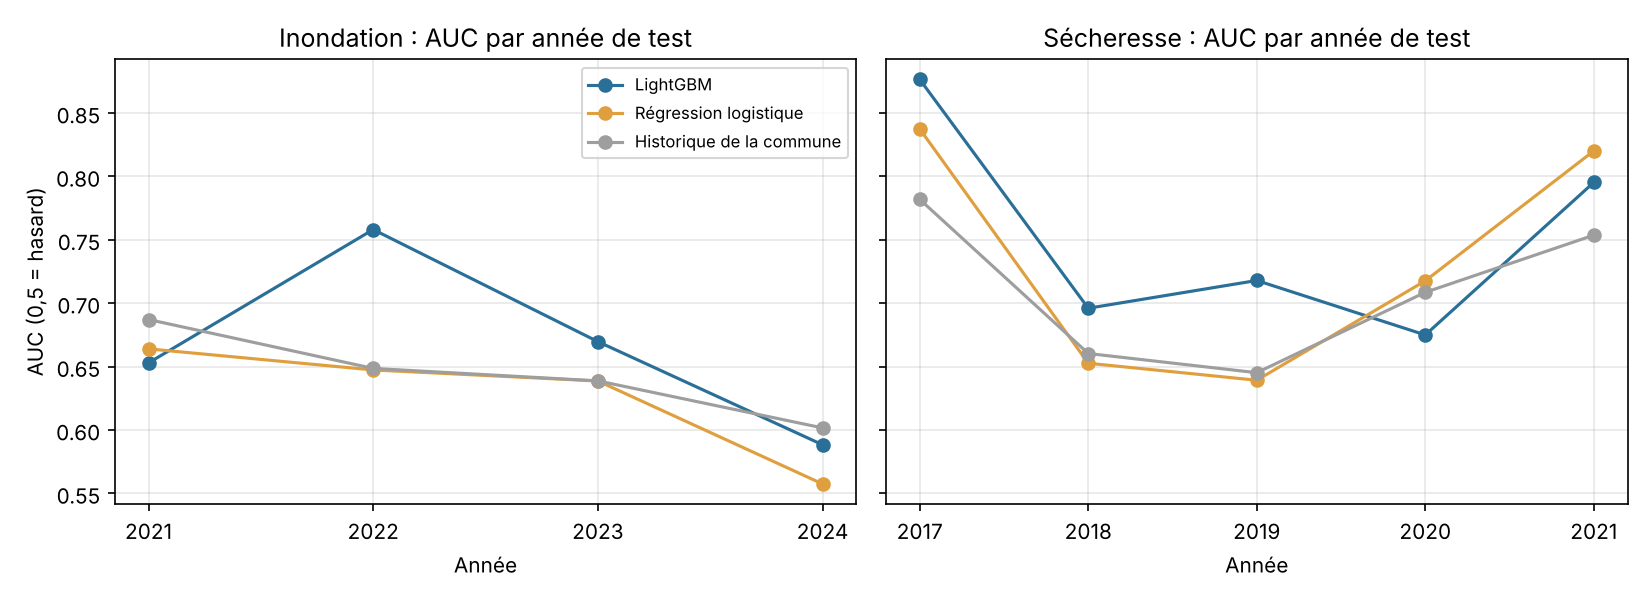 Inondation : AUC par année de test
LightGBM
Régression logistique
Historique de la commune
AUC (0,5 = hasard)
0.85
0.80
0.75
0.70
0.65
0.60
0.55
2021
2022
2023
2024
Année
Sécheresse : AUC par année de test
2017
2018
2019
2020
2021
Année